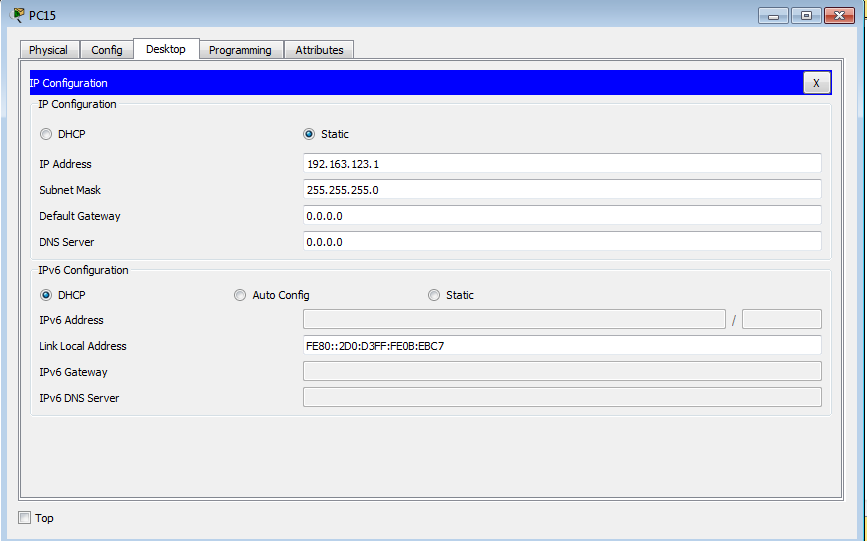 PC15
Physical Config Desktop Programming Attributes
IP Configuration X
IP Configuration
DHCP Static
IP Address 192.163.123.1
Subnet Mask 255.255.255.0
Default Gateway 0.0.0.0
DNS Server 0.0.0.0
IPv6 Configuration
DHCP Auto Config Static
IPv6 Address /
Link Local Address FE80::2D0:D3FF:FE0B:EBC7
IPv6 Gateway
IPv6 DNS Server
Top